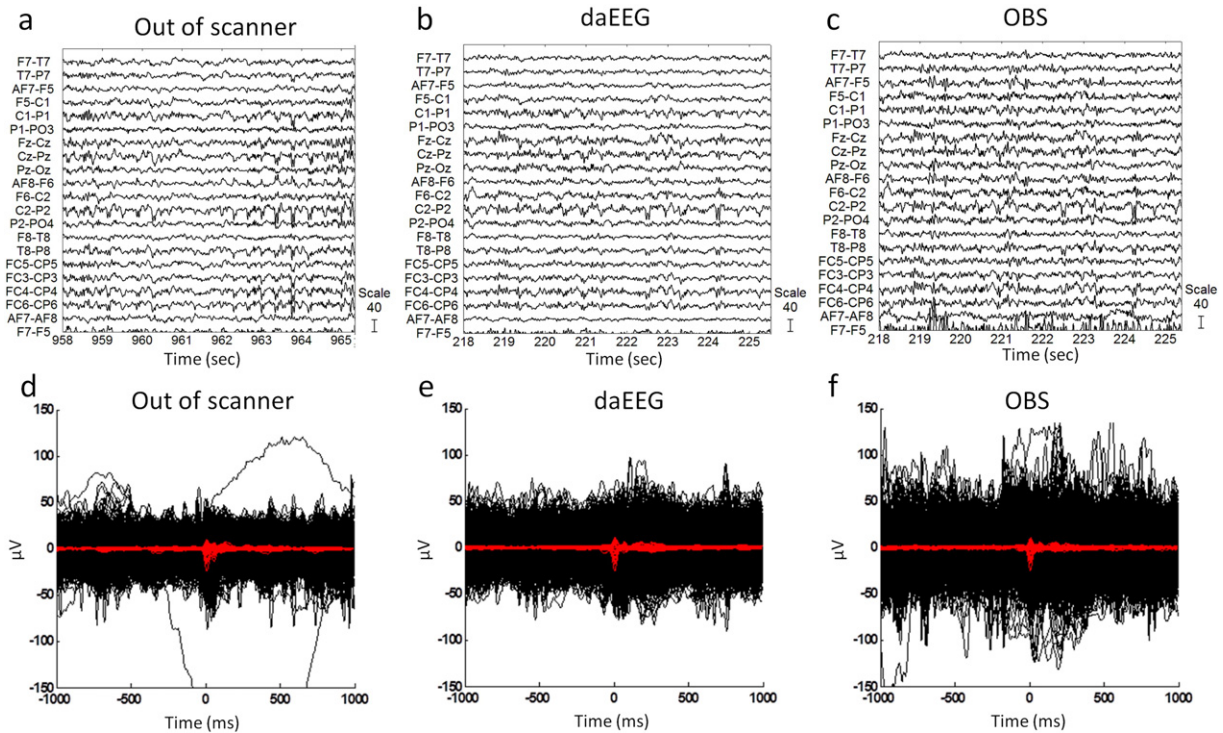 a
Out of scanner
F7-T7
T7-P7
AF7-F5
F5-C1
C1-P1
P1-PO3
Fz-Cz
Cz-Pz
Pz-Oz
AF8-F6
F6-C2
C2-P2
P2-PO4
F8-T8
T8-P8
FC5-CP5
FC3-CP3
FC4-CP4
FC6-CP6
AF7-AF8
F7-F5
Scale
40
958 959 960 961 962 963 964 965
Time (sec)
b
daEEG
F7-T7
T7-P7
AF7-F5
F5-C1
C1-P1
P1-PO3
Fz-Cz
Cz-Pz
Pz-Oz
AF8-F6
F6-C2
C2-P2
P2-PO4
F8-T8
T8-P8
FC5-CP5
FC3-CP3
FC4-CP4
FC6-CP6
AF7-AF8
F7-F5
Scale
40
218 219 220 221 222 223 224 225
Time (sec)
c
OBS
F7-T7
T7-P7
AF7-F5
F5-C1
C1-P1
P1-PO3
Fz-Cz
Cz-Pz
Pz-Oz
AF8-F6
F6-C2
C2-P2
P2-PO4
F8-T8
T8-P8
FC5-CP5
FC3-CP3
FC4-CP4
FC6-CP6
AF7-AF8
F7-F5
Scale
40
218 219 220 221 222 223 224 225
Time (sec)
d
Out of scanner
150
100
50
0
-50
-100
-150
µV
-1000 -500 0 500 1000
Time (ms)
e
daEEG
150
100
50
0
-50
-100
-150
µV
-1000 -500 0 500 1000
Time (ms)
f
OBS
150
100
50
0
-50
-100
-150
µV
-1000 -500 0 500 1000
Time (ms)